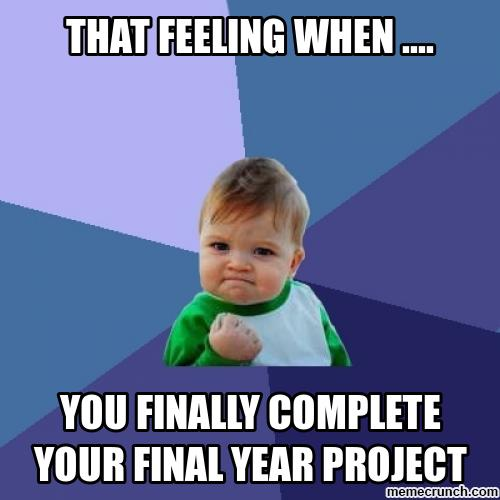 THAT FEELING WHEN ....
YOU FINALLY COMPLETE
YOUR FINAL YEAR PROJECT
memecrunch.com